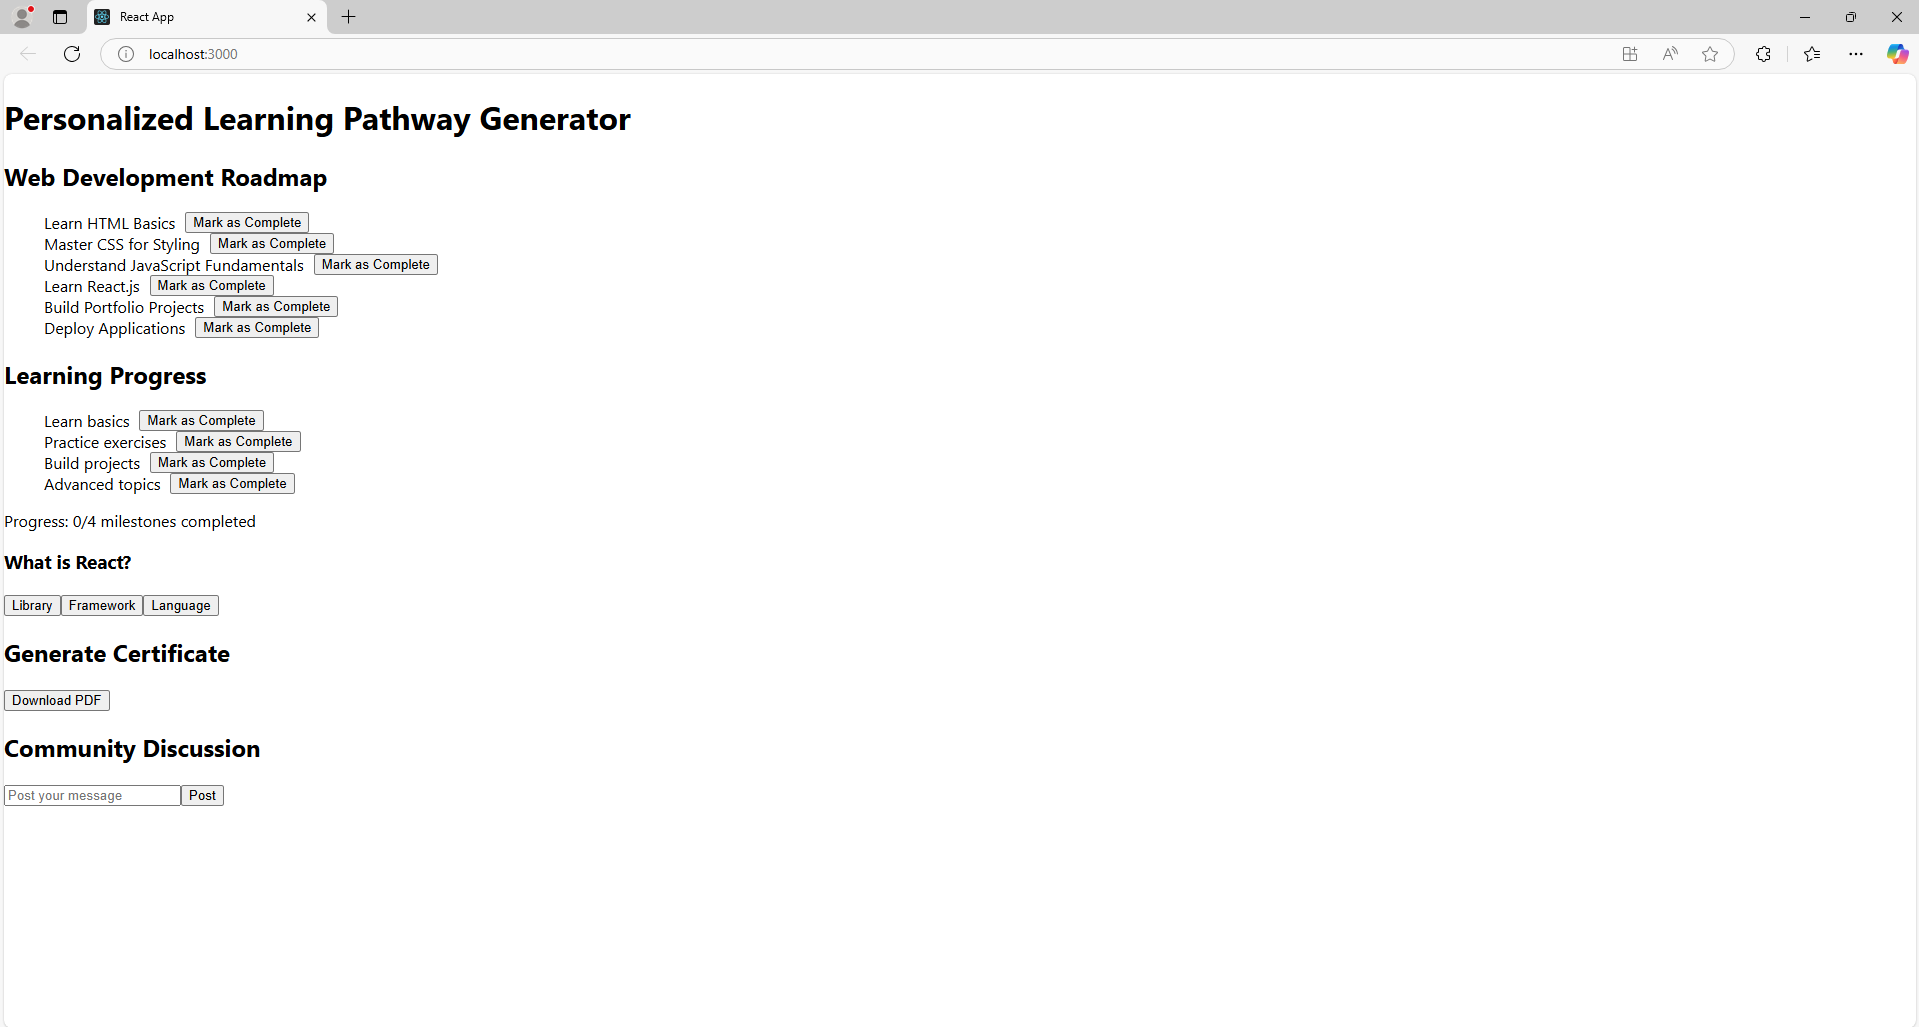 React App
localhost:3000
Personalized Learning Pathway Generator
Web Development Roadmap
Learn HTML Basics Mark as Complete
Master CSS for Styling Mark as Complete
Understand JavaScript Fundamentals Mark as Complete
Learn React.js Mark as Complete
Build Portfolio Projects Mark as Complete
Deploy Applications Mark as Complete
Learning Progress
Learn basics Mark as Complete
Practice exercises Mark as Complete
Build projects Mark as Complete
Advanced topics Mark as Complete
Progress: 0/4 milestones completed
What is React?
Library Framework Language
Generate Certificate
Download PDF
Community Discussion
Post your message Post